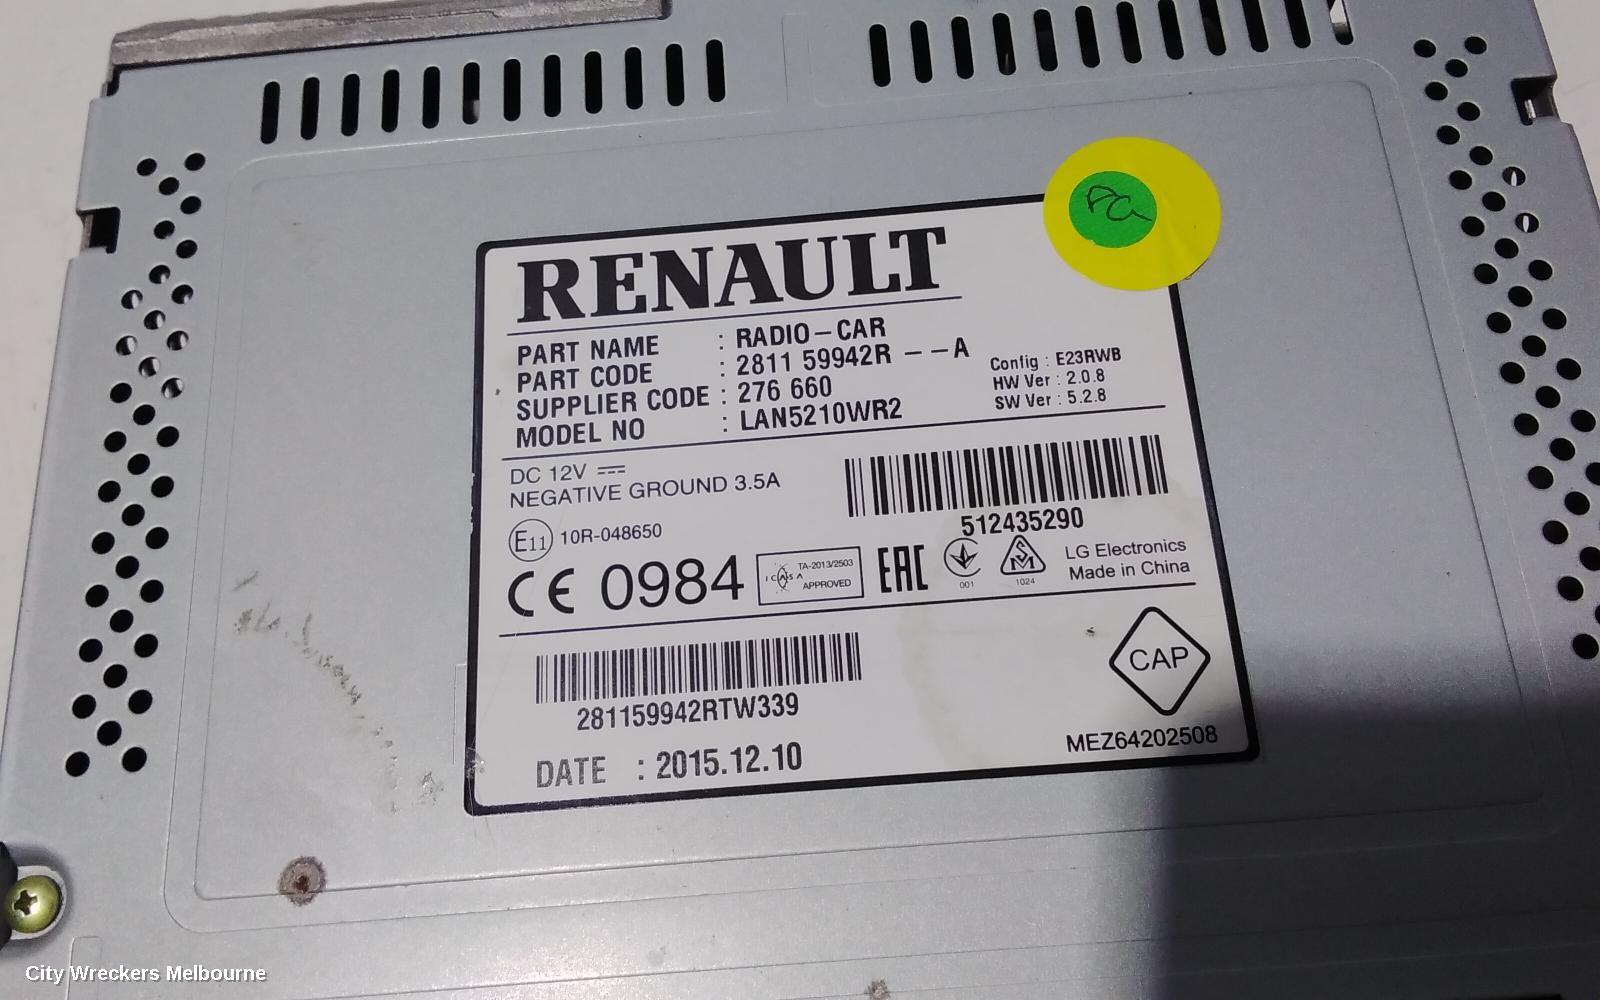 RENAULT
PART NAME : RADIO-CAR
PART CODE : 2811 59942R --A
SUPPLIER CODE : 276 660
MODEL NO : LAN5210WR2
Config : E23RWB
HW Ver : 2.0.8
SW Ver : 5.2.8
DC 12V
NEGATIVE GROUND 3.5A
512435290
E11 10R-048650
CE 0984
ICASA TA-2013/2503
APPROVED
EAC
001
1024
LG Electronics
Made in China
281159942RTW339
CAP
DATE : 2015.12.10
MEZ64202508
City Wreckers Melbourne